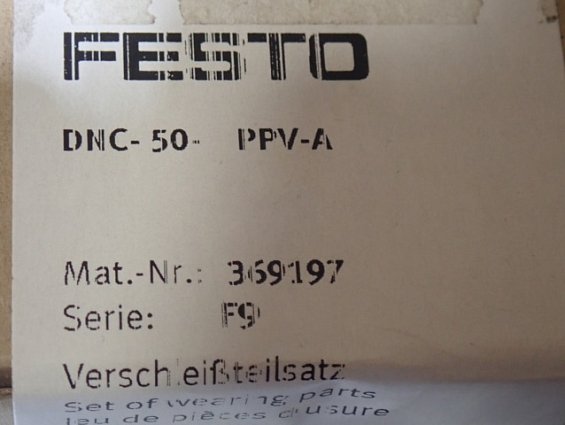 FESTO
DNC- 50- PPV-A
Mat.-Nr.: 369197
Serie: F9
Verschleißteilsatz
Set of wearing parts
Jeu de pièces d'usure